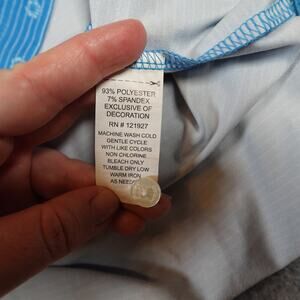 93% POLYESTER
7% SPANDEX
EXCLUSIVE OF
DECORATION
RN # 121927
MACHINE WASH COLD
GENTLE CYCLE
WITH LIKE COLORS
NON CHLORINE
BLEACH ONLY
TUMBLE DRY LOW
WARM IRON
AS